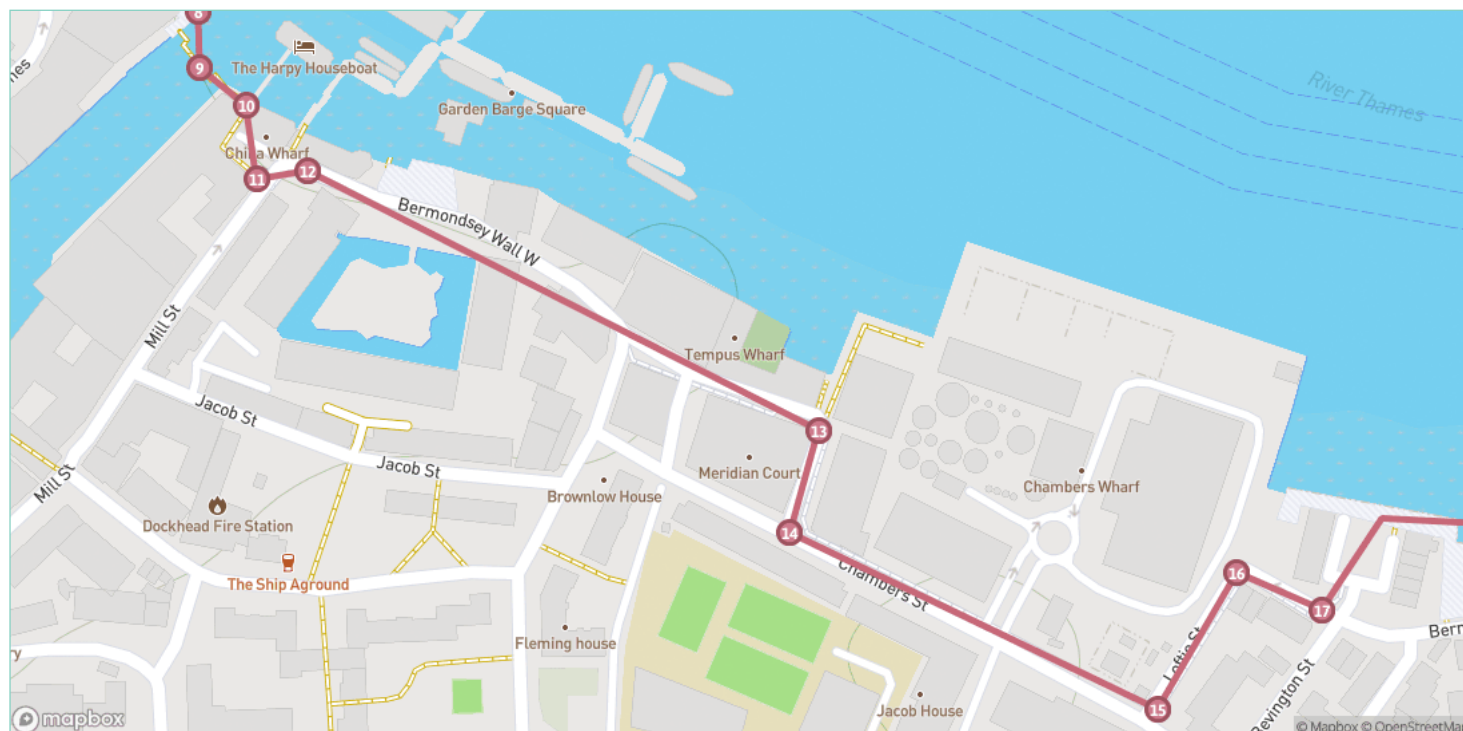 8
9
The Harpy Houseboat
Garden Barge Square
River Thames
10
China Wharf
11
12
Bermondsey Wall W
Mill St
Tempus Wharf
Jacob St
13
Jacob St
Meridian Court
Mill St
Brownlow House
Chambers Wharf
Dockhead Fire Station
14
The Ship Aground
Chambers St
16
17
Fleming house
Loftie St
Bevington St
Jacob House
15
mapbox
© Mapbox © OpenStreetMap